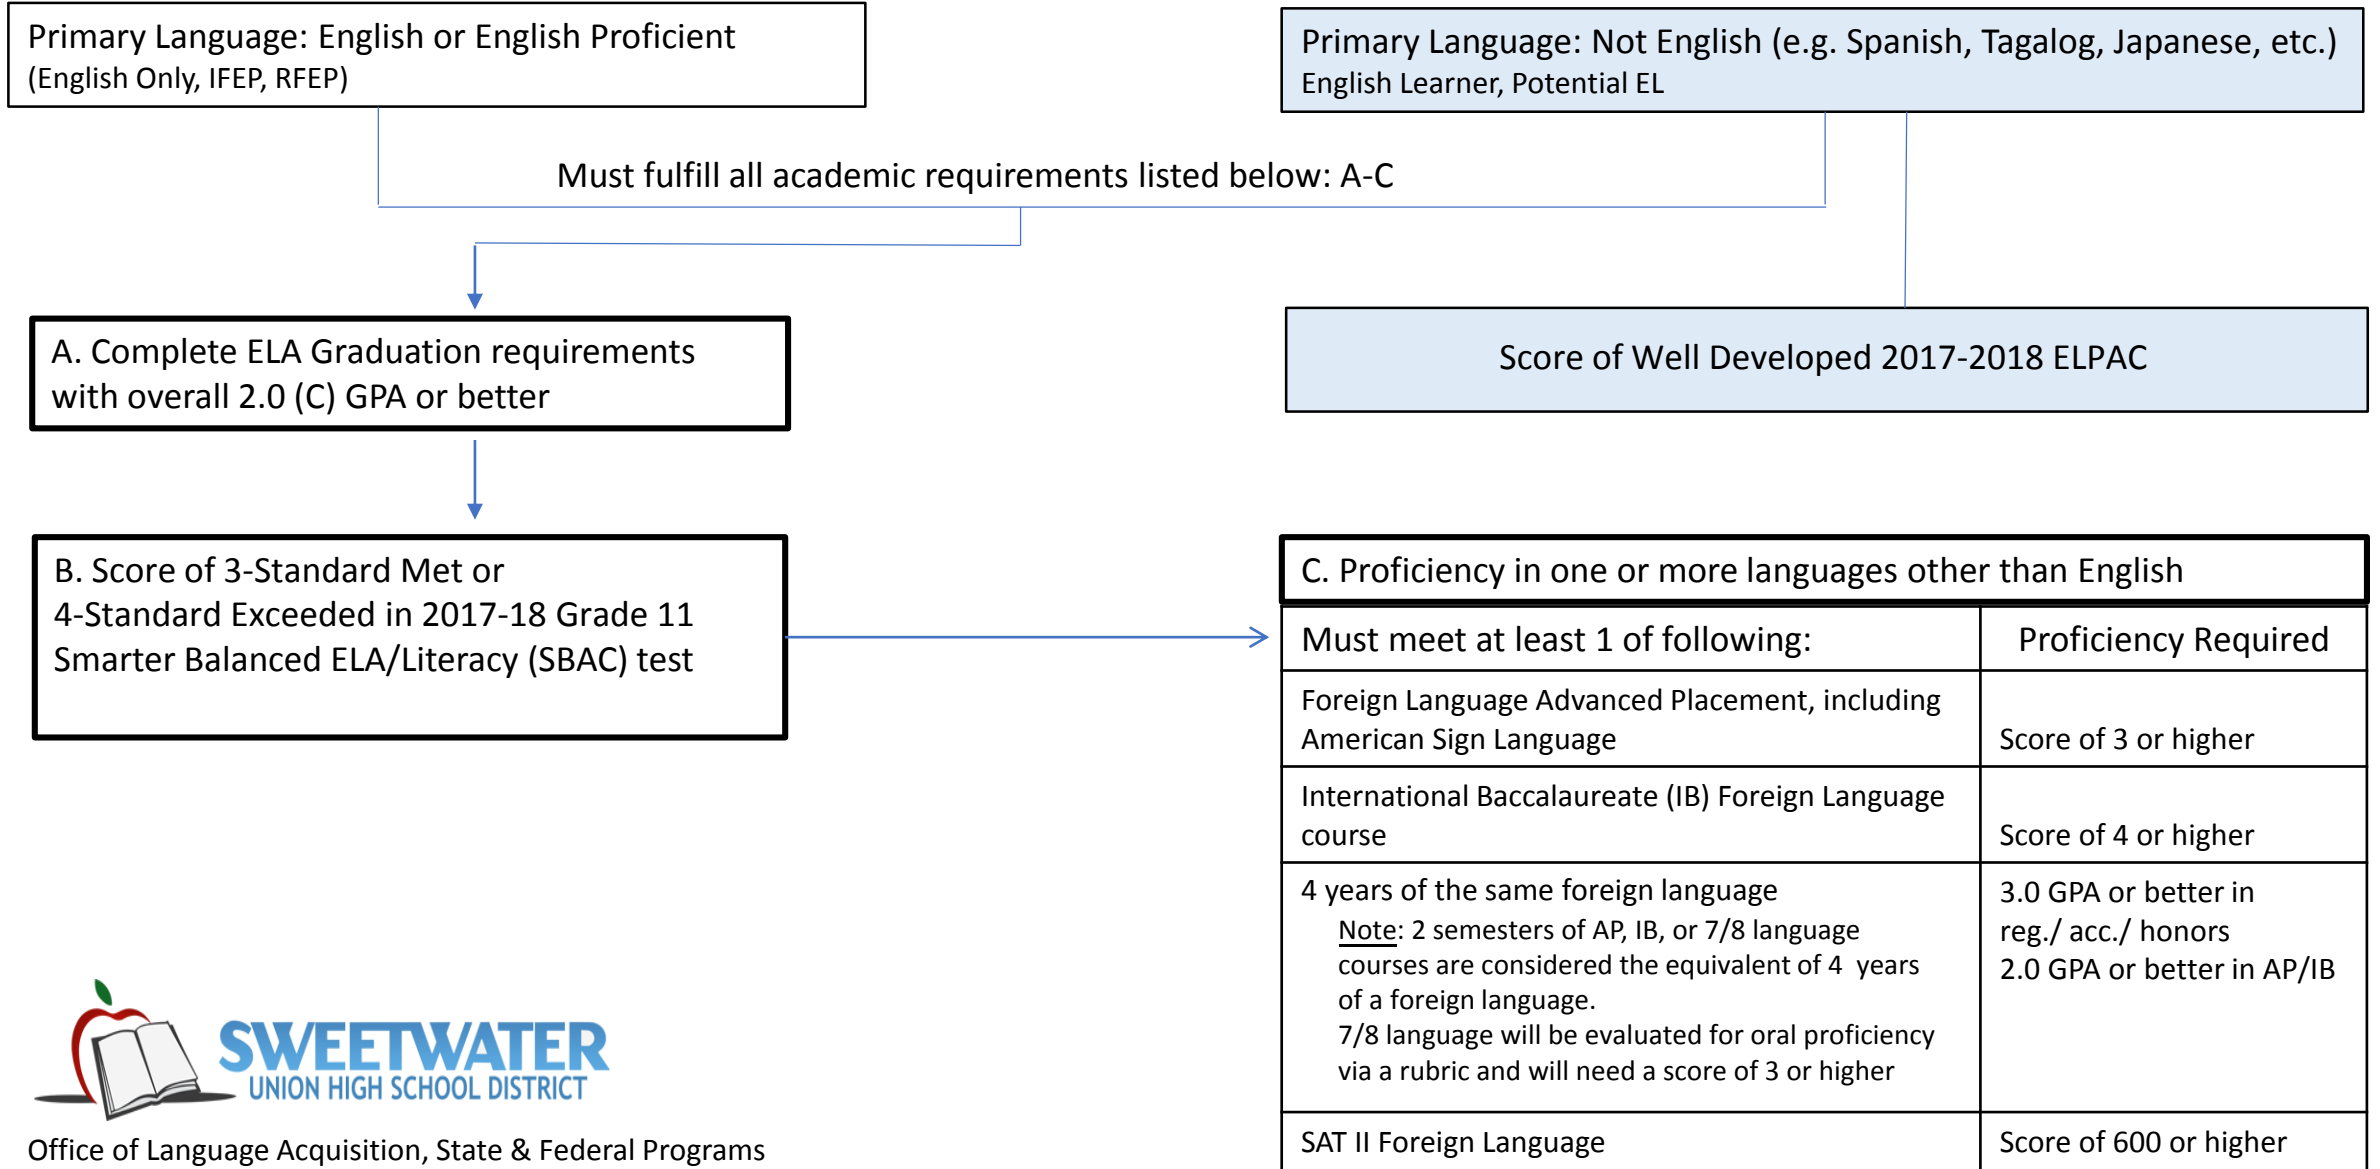 Primary Language: English or English Proficient
(English Only, IFEP, RFEP)
Primary Language: Not English (e.g. Spanish, Tagalog, Japanese, etc.)
English Learner, Potential EL
Must fulfill all academic requirements listed below: A-C
A. Complete ELA Graduation requirements
with overall 2.0 (C) GPA or better
Score of Well Developed 2017-2018 ELPAC
B. Score of 3-Standard Met or
4-Standard Exceeded in 2017-18 Grade 11
Smarter Balanced ELA/Literacy (SBAC) test
C. Proficiency in one or more languages other than English
Must meet at least 1 of following:
Proficiency Required
Foreign Language Advanced Placement, including
American Sign Language
Score of 3 or higher
International Baccalaureate (IB) Foreign Language
course
Score of 4 or higher
4 years of the same foreign language
Note: 2 semesters of AP, IB, or 7/8 language
courses are considered the equivalent of 4 years
of a foreign language.
7/8 language will be evaluated for oral proficiency
via a rubric and will need a score of 3 or higher
3.0 GPA or better in
reg./ acc./ honors
2.0 GPA or better in AP/IB
SAT II Foreign Language
Score of 600 or higher
SWEETWATER
UNION HIGH SCHOOL DISTRICT
Office of Language Acquisition, State & Federal Programs